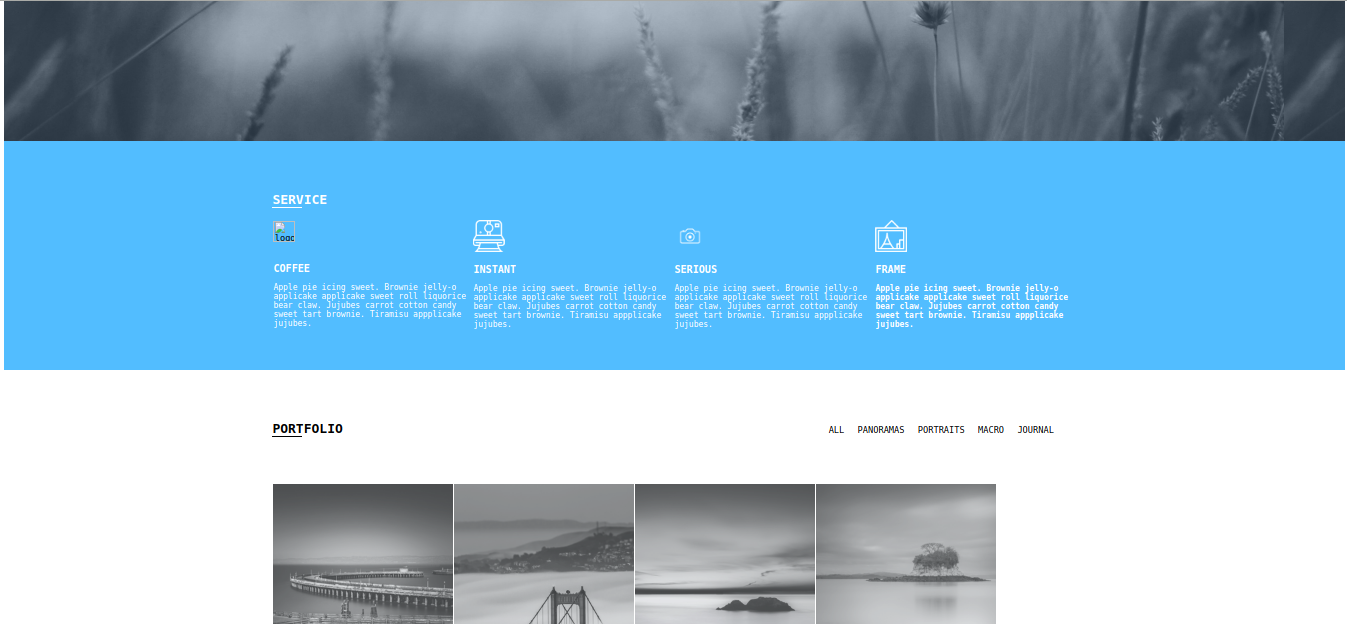 SERVICE
logo
COFFEE
Apple pie icing sweet. Brownie jelly-o
applicake applicake sweet roll liquorice
bear claw. Jujubes carrot cotton candy
sweet tart brownie. Tiramisu appplicake
jujubes.
INSTANT
Apple pie icing sweet. Brownie jelly-o
applicake applicake sweet roll liquorice
bear claw. Jujubes carrot cotton candy
sweet tart brownie. Tiramisu appplicake
jujubes.
SERIOUS
Apple pie icing sweet. Brownie jelly-o
applicake applicake sweet roll liquorice
bear claw. Jujubes carrot cotton candy
sweet tart brownie. Tiramisu appplicake
jujubes.
FRAME
Apple pie icing sweet. Brownie jelly-o
applicake applicake sweet roll liquorice
bear claw. Jujubes carrot cotton candy
sweet tart brownie. Tiramisu appplicake
jujubes.
PORTFOLIO
ALL PANORAMAS PORTRAITS MACRO JOURNAL